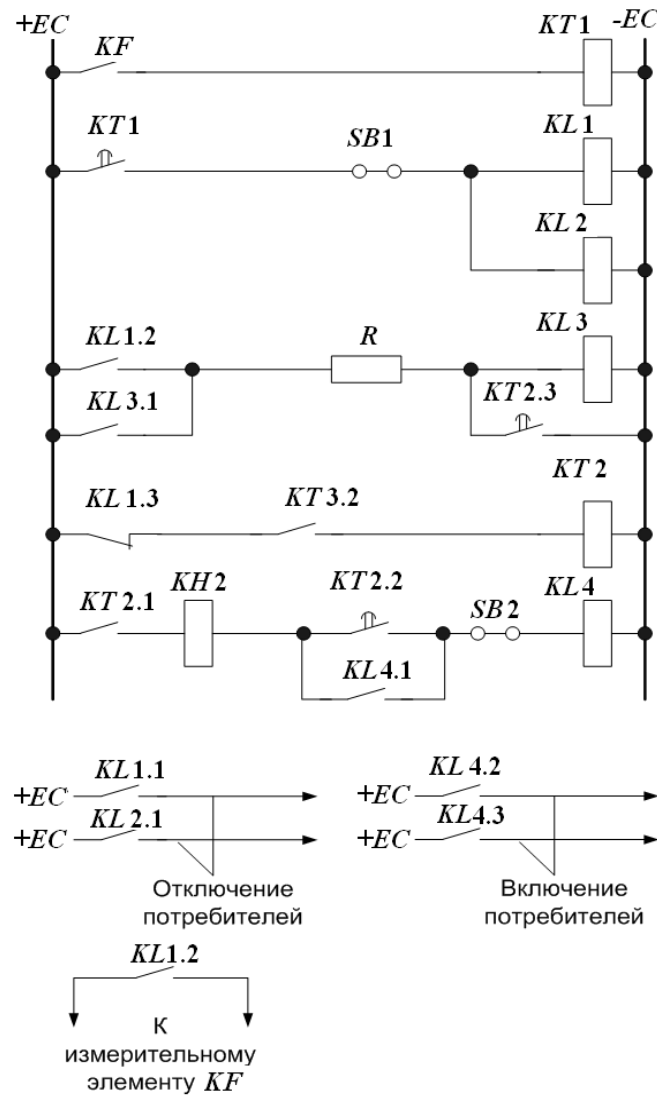 +EC
-EC
KF
KT1
KT1
SB1
KL1
KL2
KL1.2
R
KL3
KL3.1
KT2.3
KT2
KL1.3
KT3.2
KT2.1
KH2
KT2.2
SB2
KL4
KL4.1
+EC
KL1.1
+EC
KL2.1
Отключение
потребителей
+EC
KL4.2
+EC
KL4.3
Включение
потребителей
KL1.2
К
измерительному
элементу KF